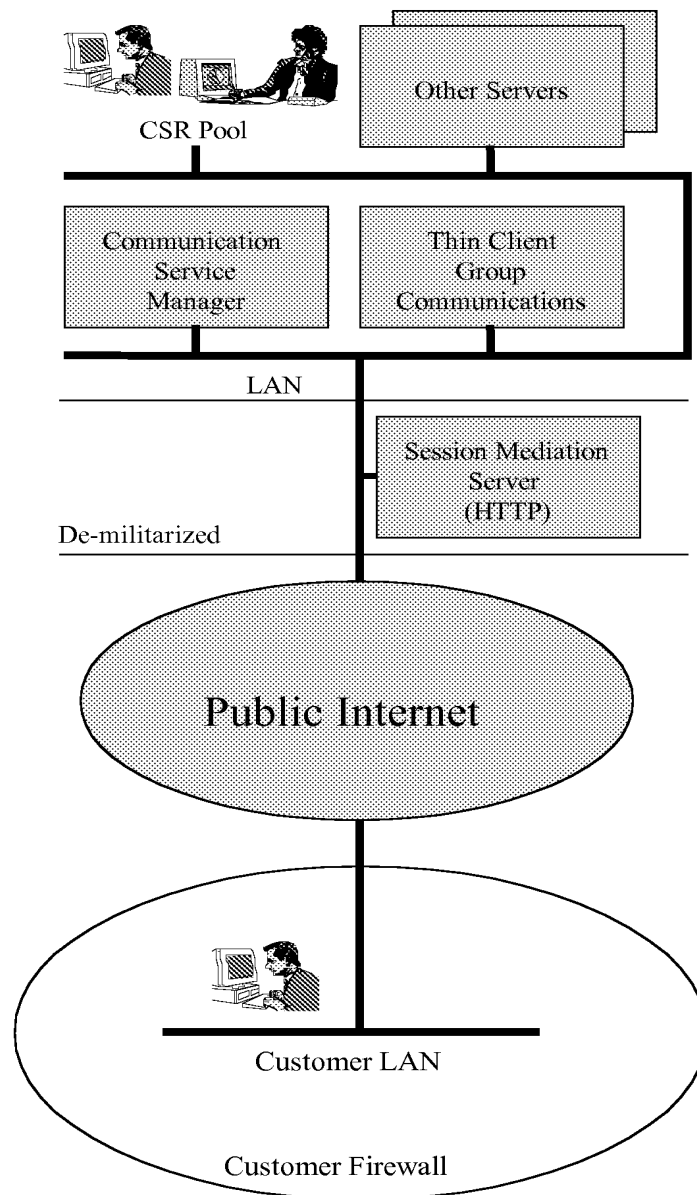 Other Servers
CSR Pool
Communication
Service
Manager
Thin Client
Group
Communications
LAN
Session Mediation
Server
(HTTP)
De-militarized
Public Internet
Customer LAN
Customer Firewall